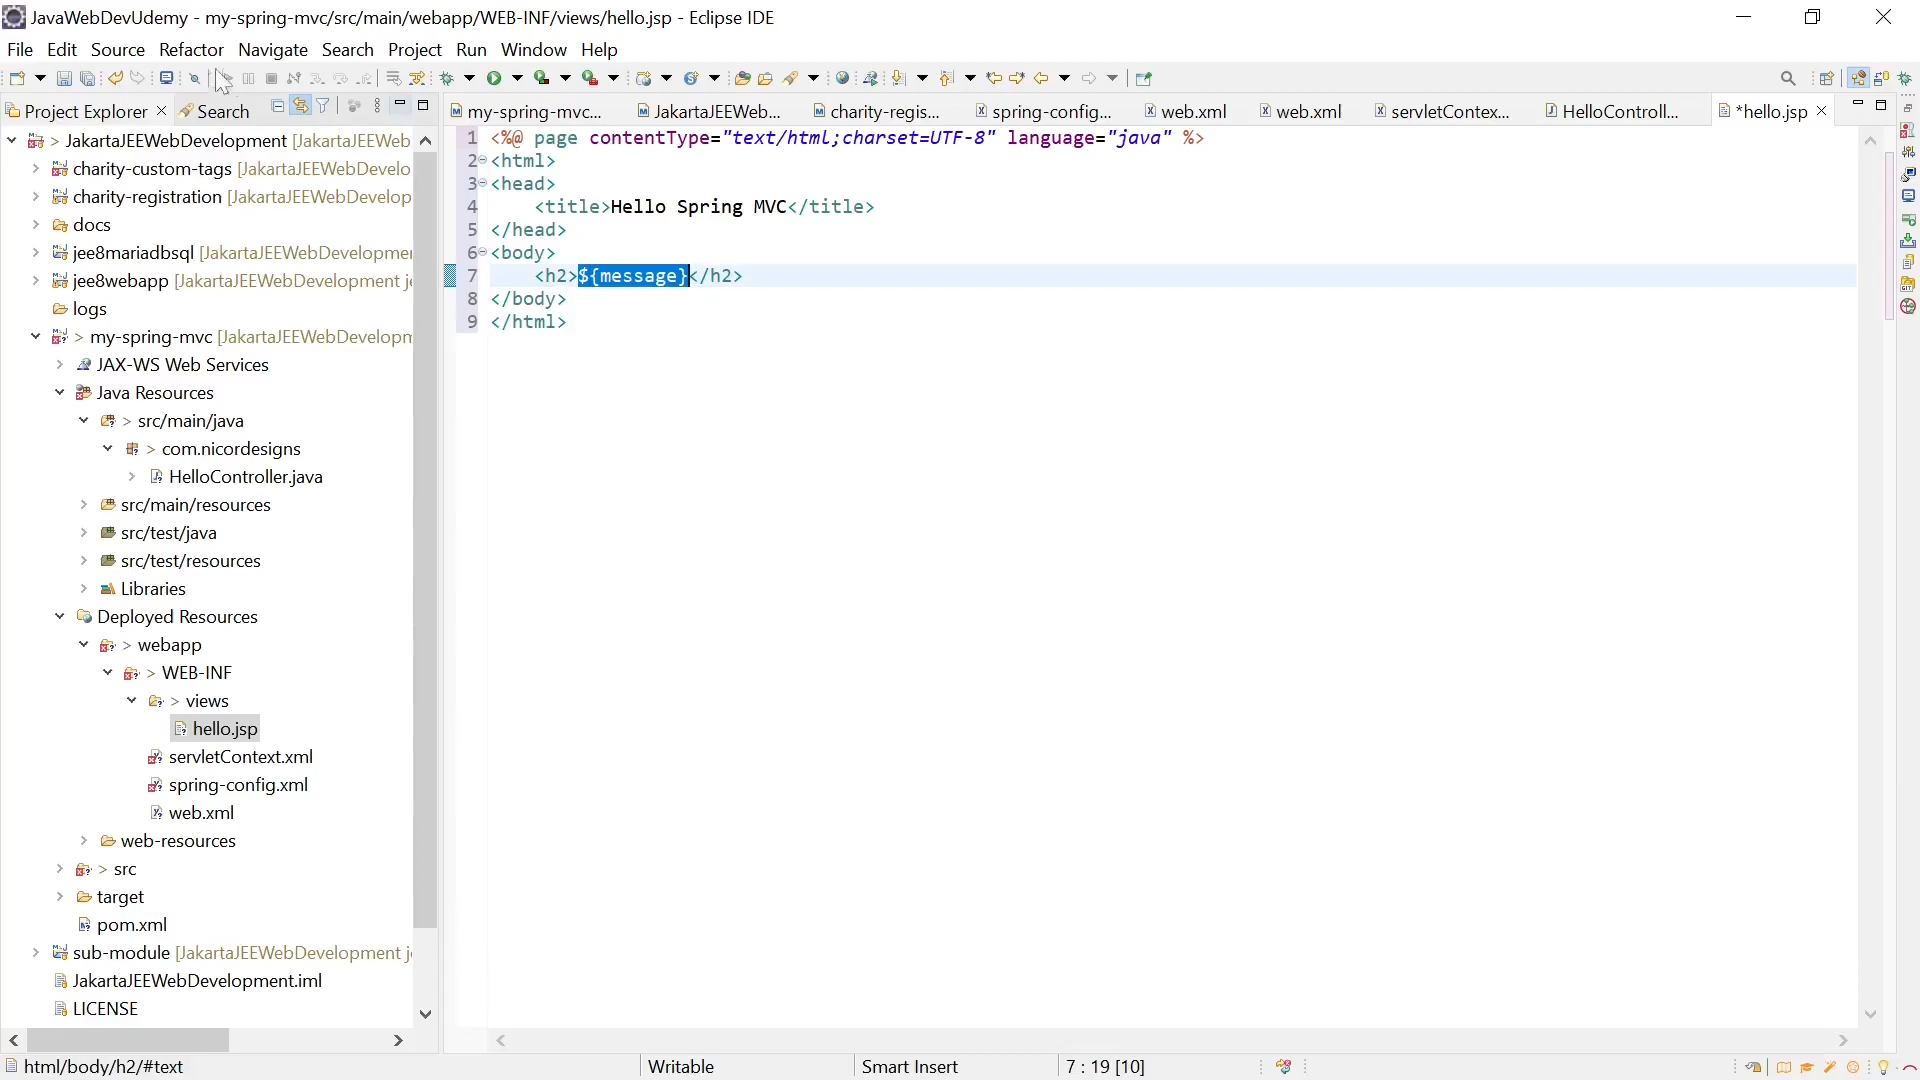 JavaWebDevUdemy - my-spring-mvc/src/main/webapp/WEB-INF/views/hello.jsp - Eclipse IDE
File Edit Source Refactor Navigate Search Project Run Window Help
Project Explorer Search
my-spring-mvc... JakartaJEEWeb... charity-regis... spring-config... web.xml web.xml servletContex... HelloControll... *hello.jsp
> JakartaJEEWebDevelopment [JakartaJEEWeb
charity-custom-tags [JakartaJEEWebDevelo
charity-registration [JakartaJEEWebDevelop
docs
jee8mariadbsql [JakartaJEEWebDevelopmer
jee8webapp [JakartaJEEWebDevelopment je
logs
> my-spring-mvc [JakartaJEEWebDevelopm
JAX-WS Web Services
Java Resources
> src/main/java
> com.nicordesigns
HelloController.java
src/main/resources
src/test/java
src/test/resources
Libraries
Deployed Resources
> webapp
> WEB-INF
> views
hello.jsp
servletContext.xml
spring-config.xml
web.xml
web-resources
> src
target
pom.xml
sub-module [JakartaJEEWebDevelopment je
JakartaJEEWebDevelopment.iml
LICENSE
1 <%@ page contentType="text/html;charset=UTF-8" language="java" %>
2 <html>
3 <head>
4 <title>Hello Spring MVC</title>
5 </head>
6 <body>
7 <h2>${message}</h2>
8 </body>
9 </html>
html/body/h2/#text Writable Smart Insert 7 : 19 [10]